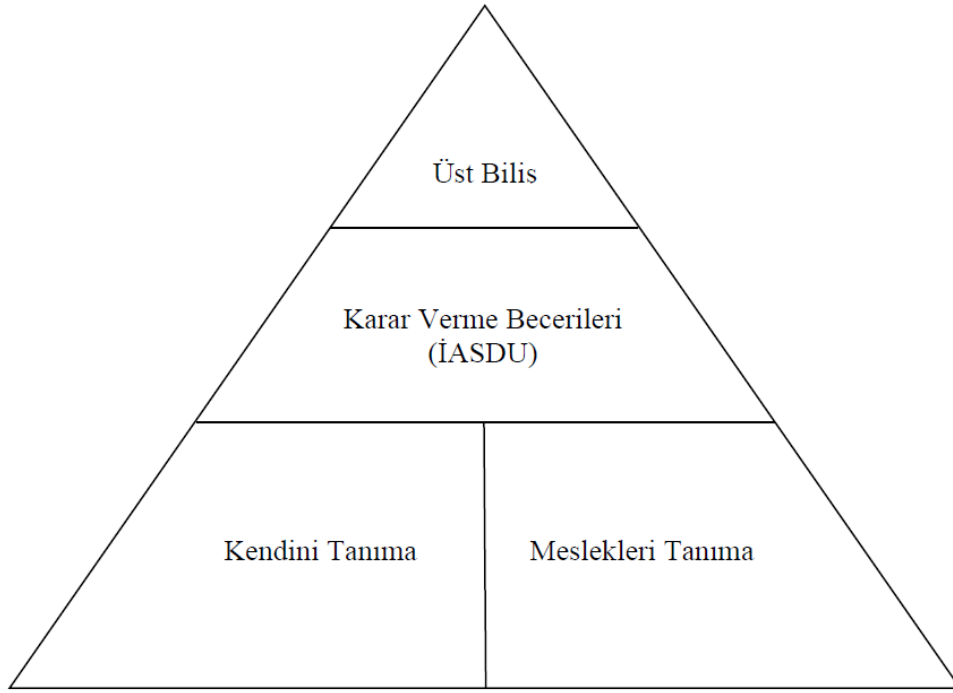 Üst Bilis
Karar Verme Becerileri
(İASDU)
Kendini Tanıma
Meslekleri Tanıma